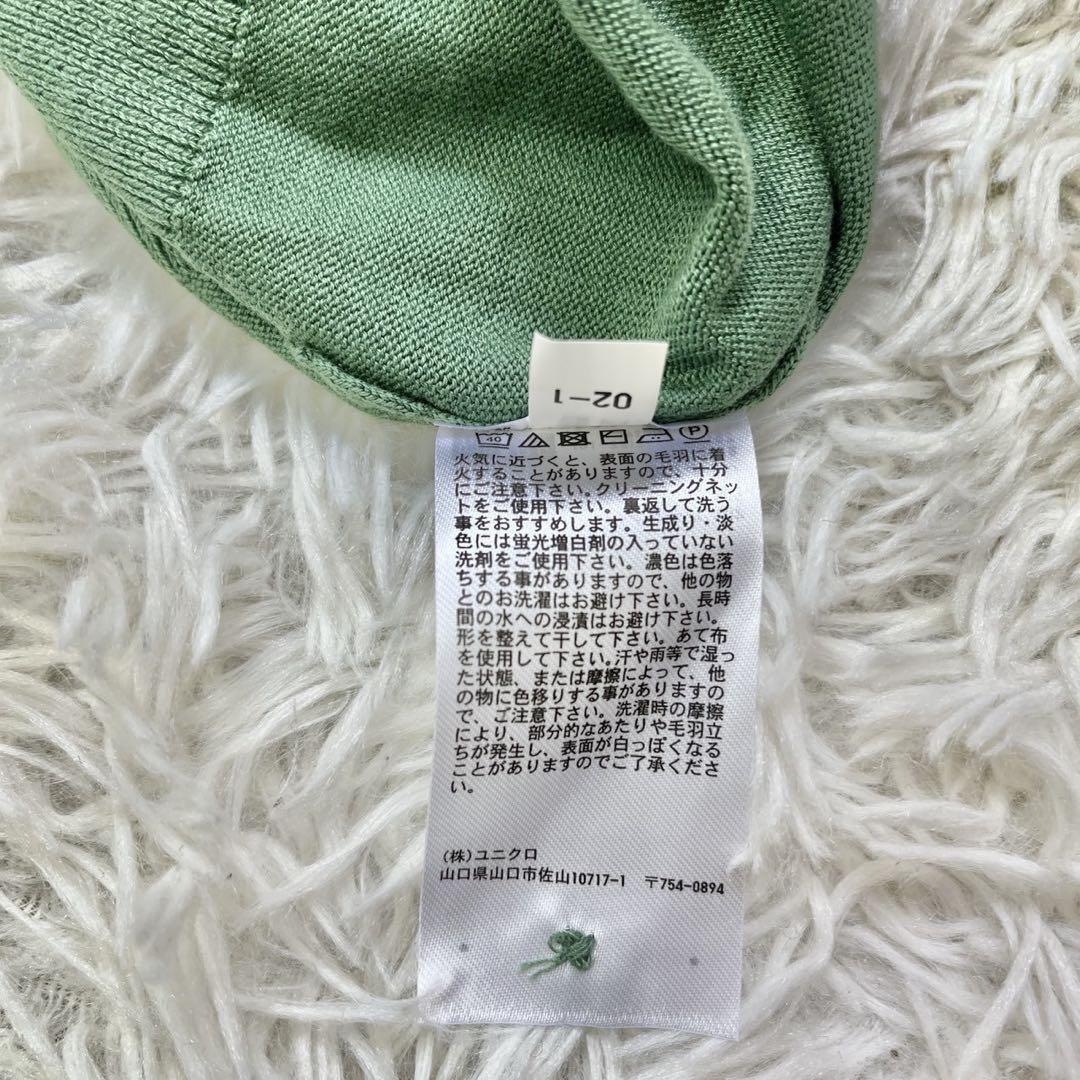 02-1
40
火気に近づくと、表面の毛羽に着
火することがありますので、十分
にご注意下さい。クリーニングネッ
トをご使用下さい。裏返して洗う
事をおすすめします。生成り・淡
色には蛍光増白剤の入っていない
洗剤をご使用下さい。濃色は色落
ちする事がありますので、他の物
とのお洗濯はお避け下さい。長時
間の水への浸漬はお避け下さい。
形を整えて干して下さい。あて布
を使用して下さい。汗や雨等で湿っ
た状態、または摩擦によって、他
の物に色移りする事がありますの
で、ご注意下さい。洗濯時の摩擦
により、部分的なあたりや毛羽立
ちが発生し、表面が白っぽくなる
ことがありますのでご了承くださ
い。
(株)ユニクロ
山口県山口市佐山10717-1 〒754-0894